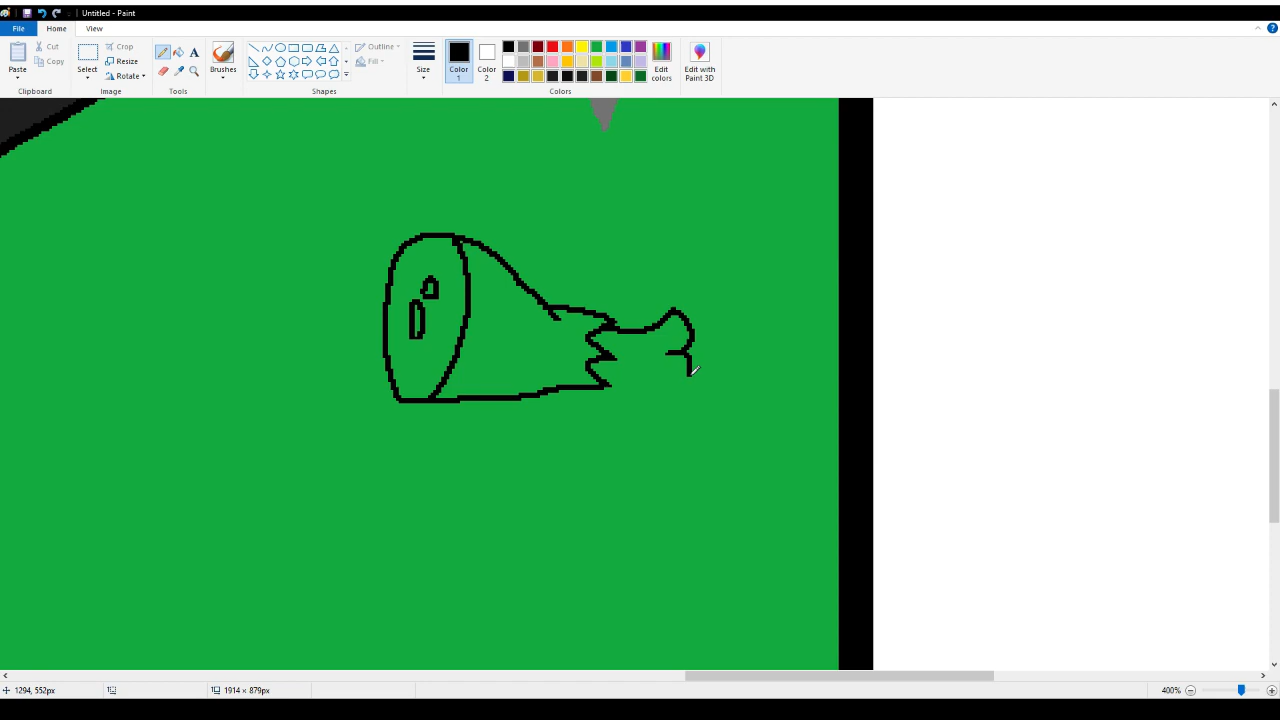 Untitled - Paint
File Home View
Paste
Cut
Copy
Clipboard
Select
Crop
Resize
Rotate
Image
A
Tools
Brushes
Outline
Fill
Shapes
Size
Color
1
Color
2
Edit
colors
Colors
Edit with
Paint 3D
1294, 552px
1914 × 879px
400%